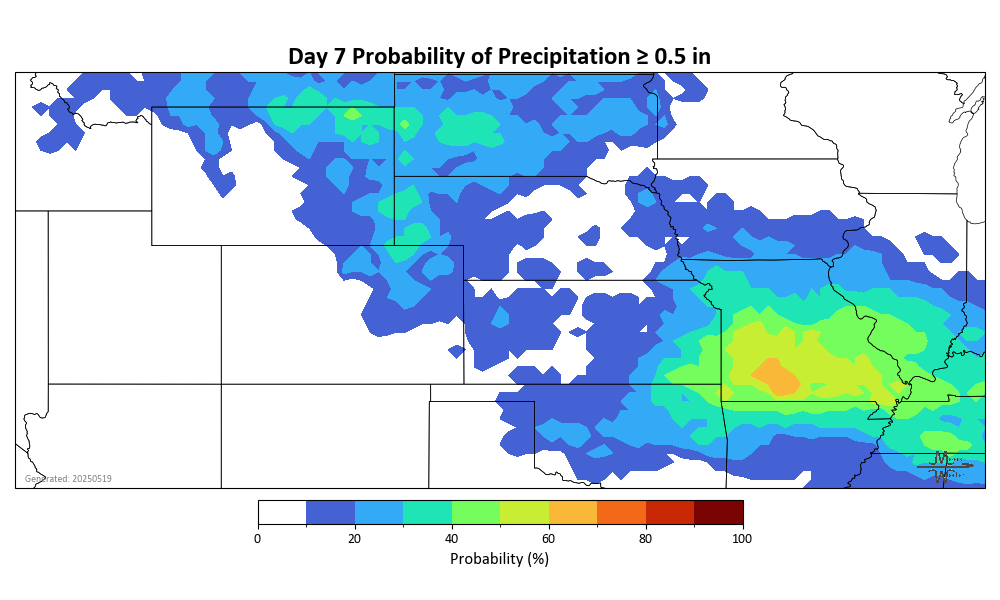 Day 7 Probability of Precipitation ≥ 0.5 in
Generated: 20250519
0 20 40 60 80 100
Probability (%)